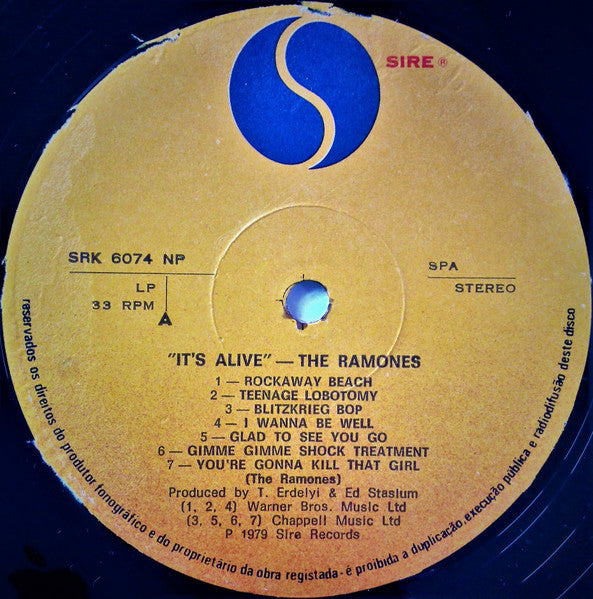 SIRE ®
SRK 6074 NP
LP
33 RPM
A
SPA
STEREO
"IT'S ALIVE" — THE RAMONES
1 — ROCKAWAY BEACH
2 — TEENAGE LOBOTOMY
3 — BLITZKRIEG BOP
4 — I WANNA BE WELL
5 — GLAD TO SEE YOU GO
6 — GIMME GIMME SHOCK TREATMENT
7 — YOU'RE GONNA KILL THAT GIRL
(The Ramones)
Produced by T. Erdelyi & Ed Stasium
(1, 2, 4) Warner Bros. Music Ltd
(3, 5, 6, 7) Chappell Music Ltd
P 1979 Sire Records
reservados os direitos do produtor fonográfico e do proprietário da obra registada - é proibida a duplicação, execução pública e radiodifusão deste disco